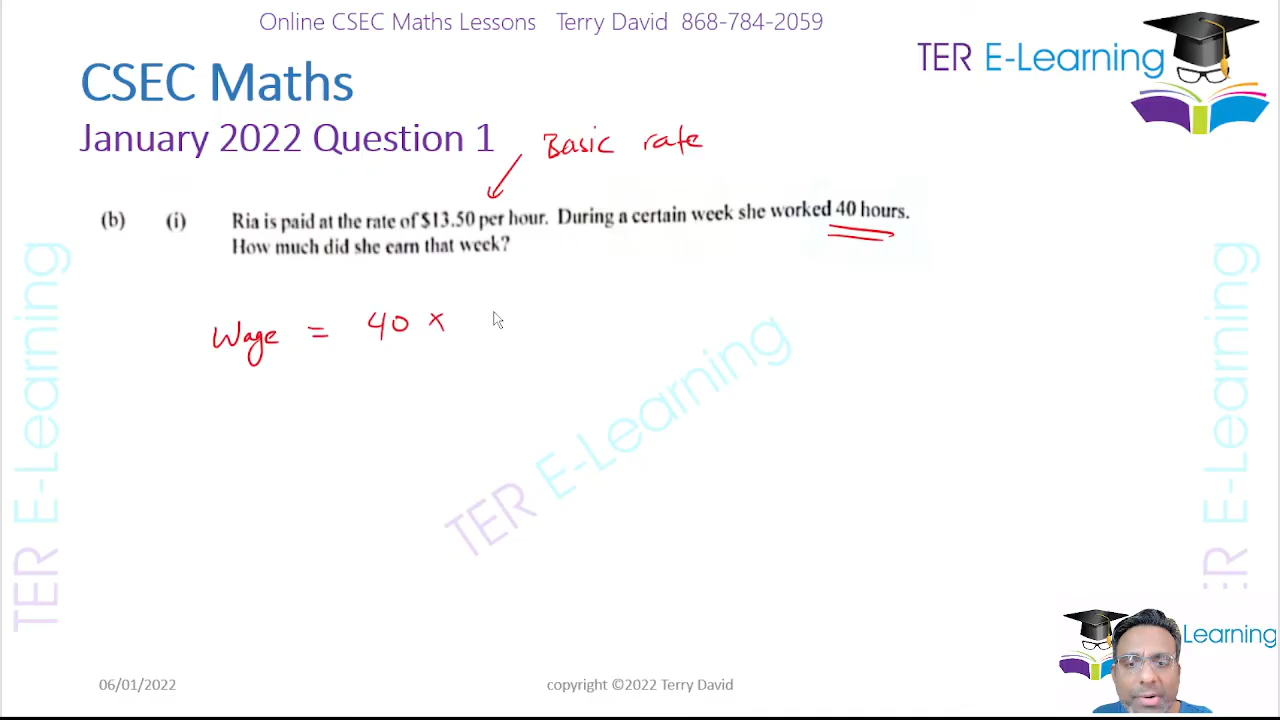 Online CSEC Maths Lessons Terry David 868-784-2059
TER E-Learning
CSEC Maths
January 2022 Question 1
Basic rate
(b) (i) Ria is paid at the rate of $13.50 per hour. During a certain week she worked 40 hours.
How much did she earn that week?
Wage = 40 ×
TER E-Learning
TER E-Learning
ER E-Learning
Learning
06/01/2022
copyright ©2022 Terry David